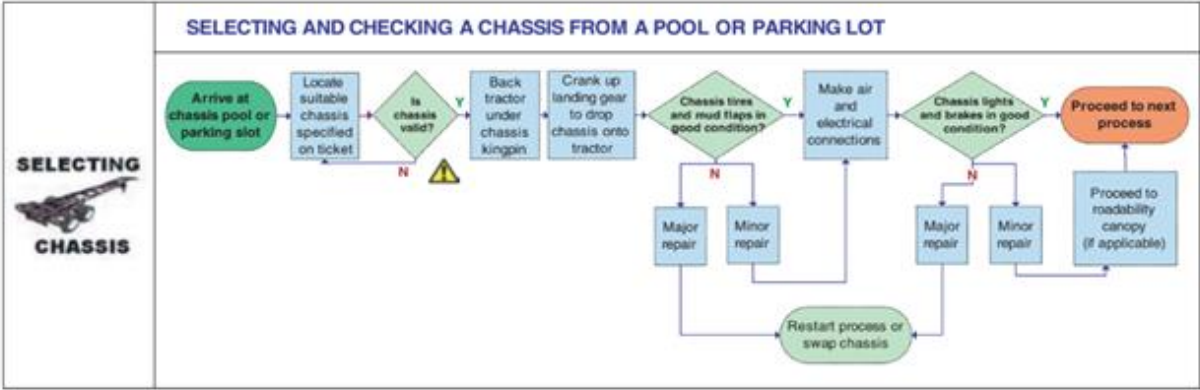 SELECTING AND CHECKING A CHASSIS FROM A POOL OR PARKING LOT
SELECTING
CHASSIS
Arrive at
chassis pool or
parking slot
Locate
suitable
chassis
specified
on ticket
Is
chassis
valid?
Y
N
Back
tractor
under
chassis
kingpin
Crank up
landing gear
to drop
chassis onto
tractor
Chassis tires
and mud flaps in
good condition?
Y
N
Major
repair
Minor
repair
Make air
and
electrical
connections
Chassis lights
and brakes in good
condition?
Y
N
Major
repair
Minor
repair
Proceed to
roadability
canopy
(if applicable)
Proceed to next
process
Restart process or
swap chassis